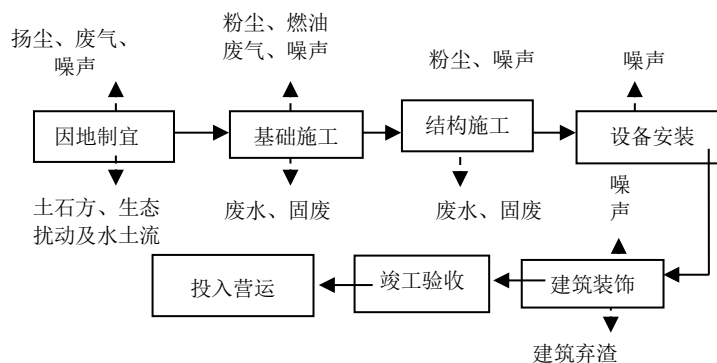 扬尘、废气、
噪声
粉尘、燃油
废气、噪声
粉尘、噪声
噪声
因地制宜
基础施工
结构施工
设备安装
土石方、生态
扰动及水土流
废水、固废
废水、固废
噪
声
投入营运
竣工验收
建筑装饰
建筑弃渣